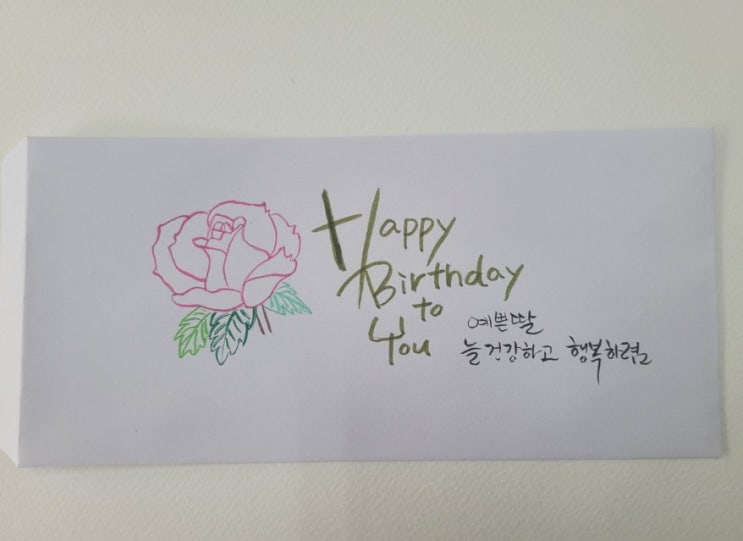 Happy
Birthday
to
You
예쁜딸
늘 건강하고 행복하렴